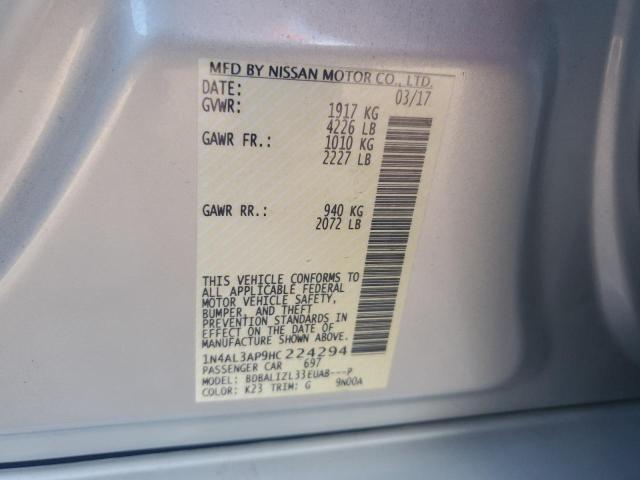 MFD BY NISSAN MOTOR CO., LTD.
DATE: 03/17
GVWR: 1917 KG
4226 LB
GAWR FR.: 1010 KG
2227 LB
GAWR RR.: 940 KG
2072 LB
THIS VEHICLE CONFORMS TO
ALL APPLICABLE FEDERAL
MOTOR VEHICLE SAFETY,
BUMPER, AND THEFT
PREVENTION STANDARDS IN
EFFECT ON THE DATE OF
MANUFACTURE SHOWN ABOVE.
1N4AL3AP9HC224294
PASSENGER CAR 697
MODEL: BDBALIZL33EUAB---P
COLOR: K23 TRIM: G 9N00A